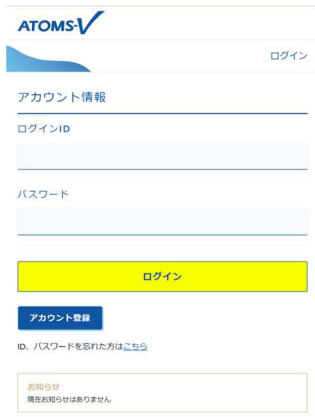 ATOMS-V
ログイン
アカウント情報
ログインID
パスワード
ログイン
アカウント登録
ID、パスワードを忘れた方はこちら
お知らせ
現在お知らせはありません